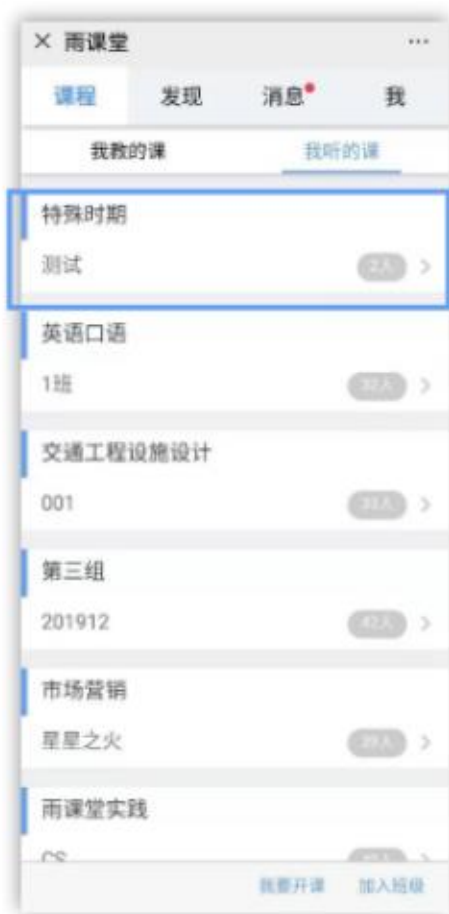 × 雨课堂 ...
课程 发现 消息 我
我教的课 我听的课
特殊时期
测试 2人 >
英语口语
1班 >
交通工程设施设计
001 >
第三组
201912 >
市场营销
星星之火 >
雨课堂实践
我要开课 加入班级